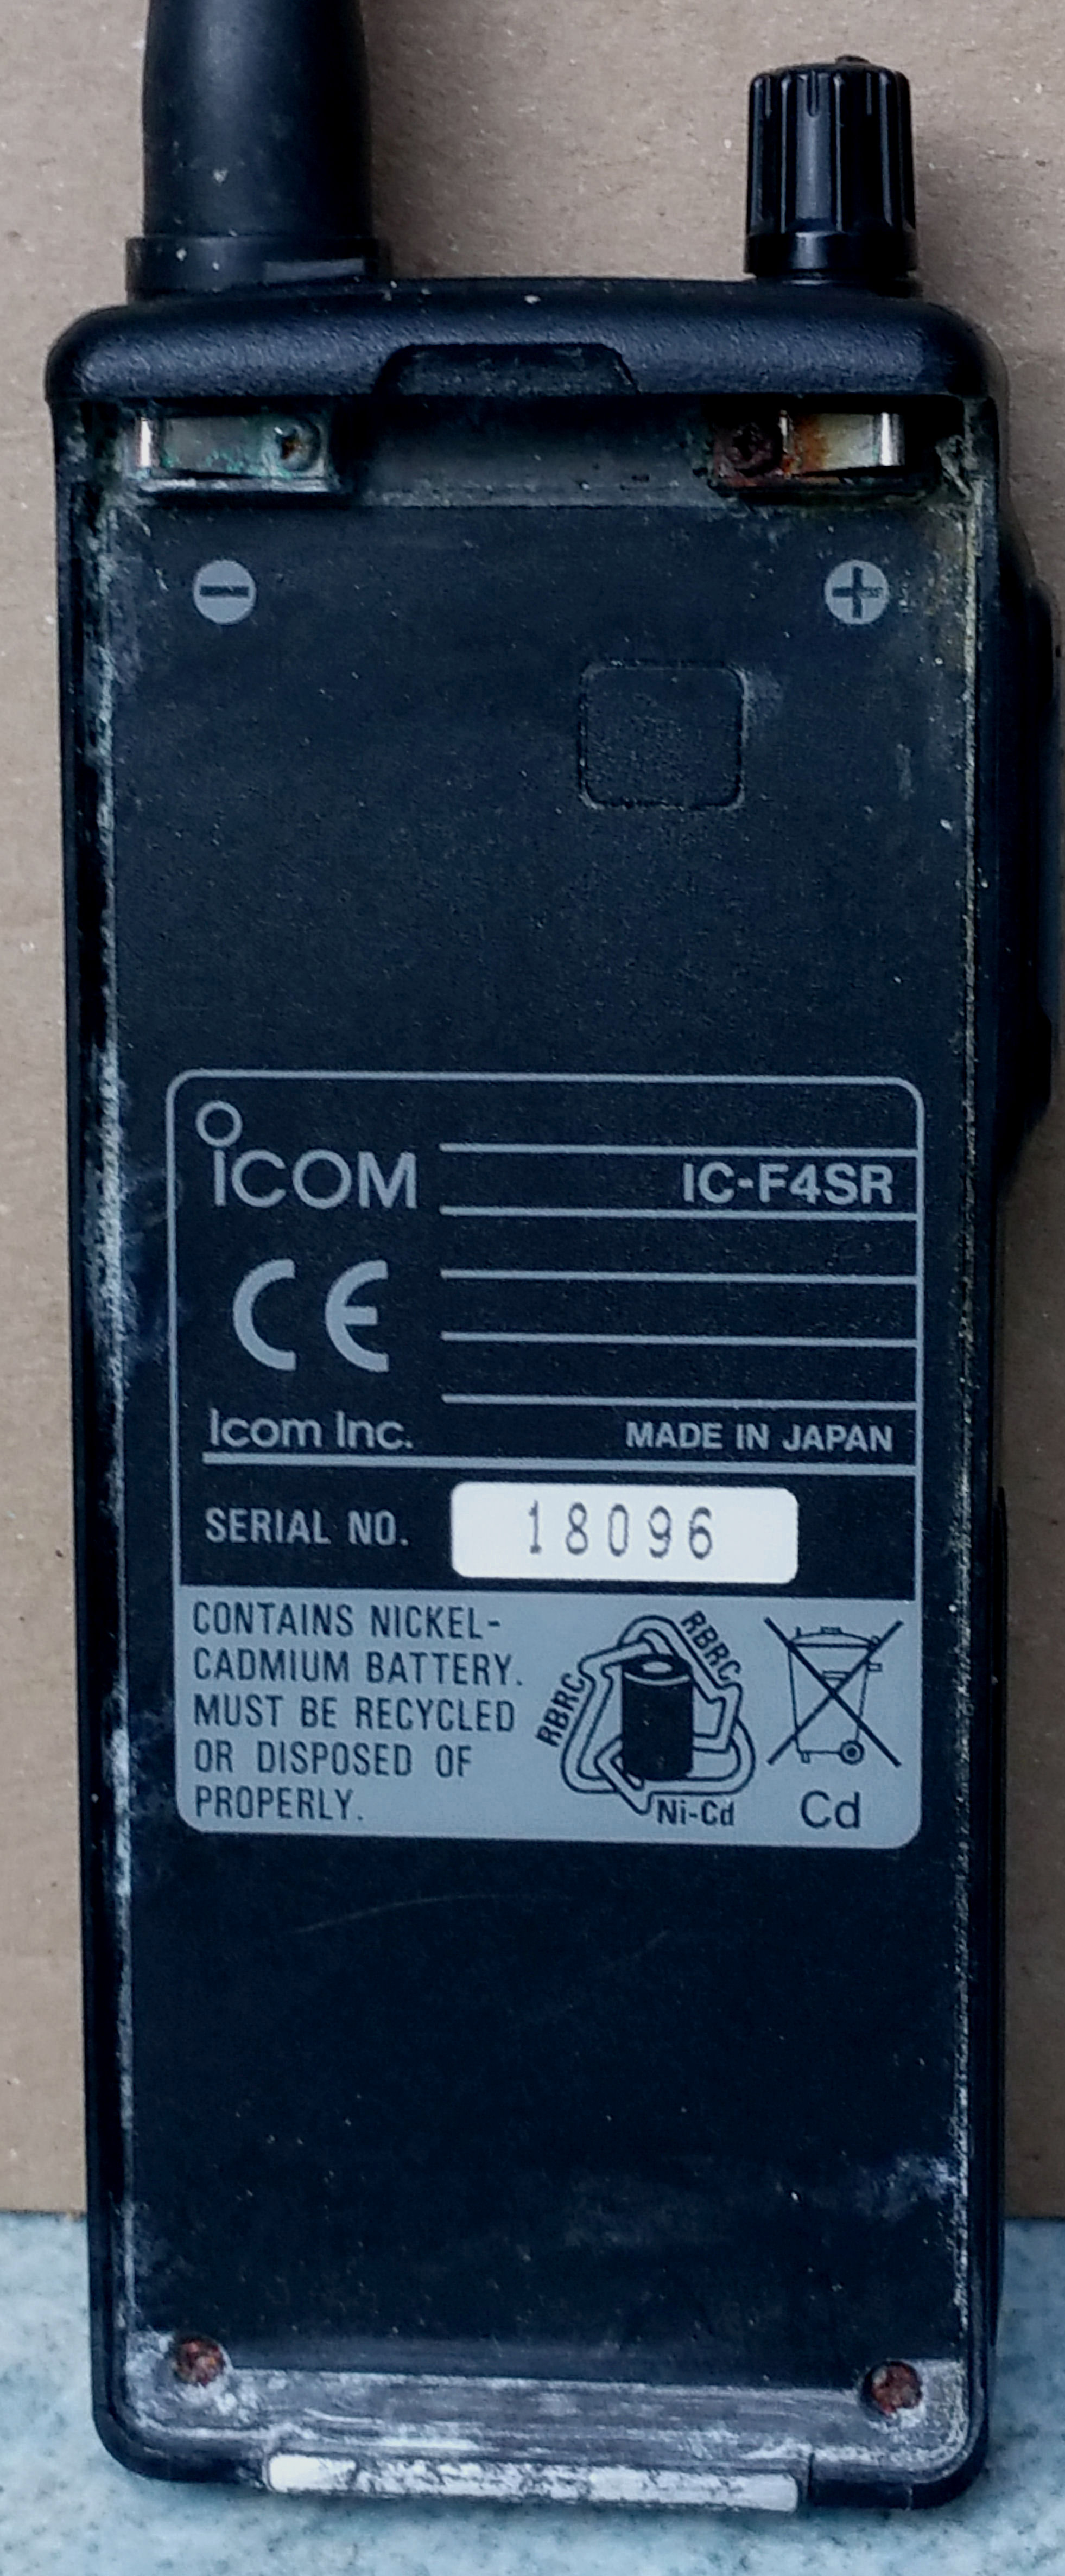 ICOM
IC-F4SR
CE
Icom Inc.
MADE IN JAPAN
SERIAL NO. 18096
CONTAINS NICKEL-
CADMIUM BATTERY.
MUST BE RECYCLED
OR DISPOSED OF
PROPERLY.
RBRC
RBRC
Ni-Cd
Cd